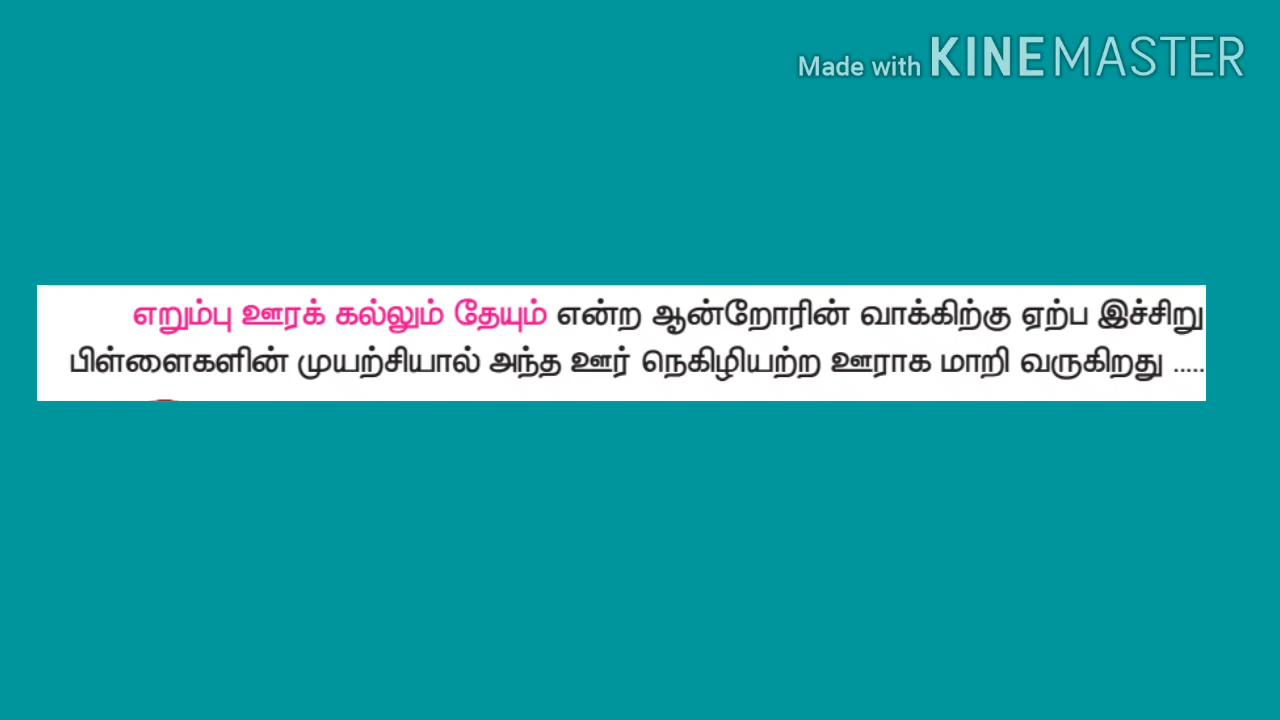 Made with KINEMASTER
எறும்பு ஊரக் கல்லும் தேயும் என்ற ஆன்றோரின் வாக்கிற்கு ஏற்ப இச்சிறு
பிள்ளைகளின் முயற்சியால் அந்த ஊர் நெகிழியற்ற ஊராக மாறி வருகிறது .....